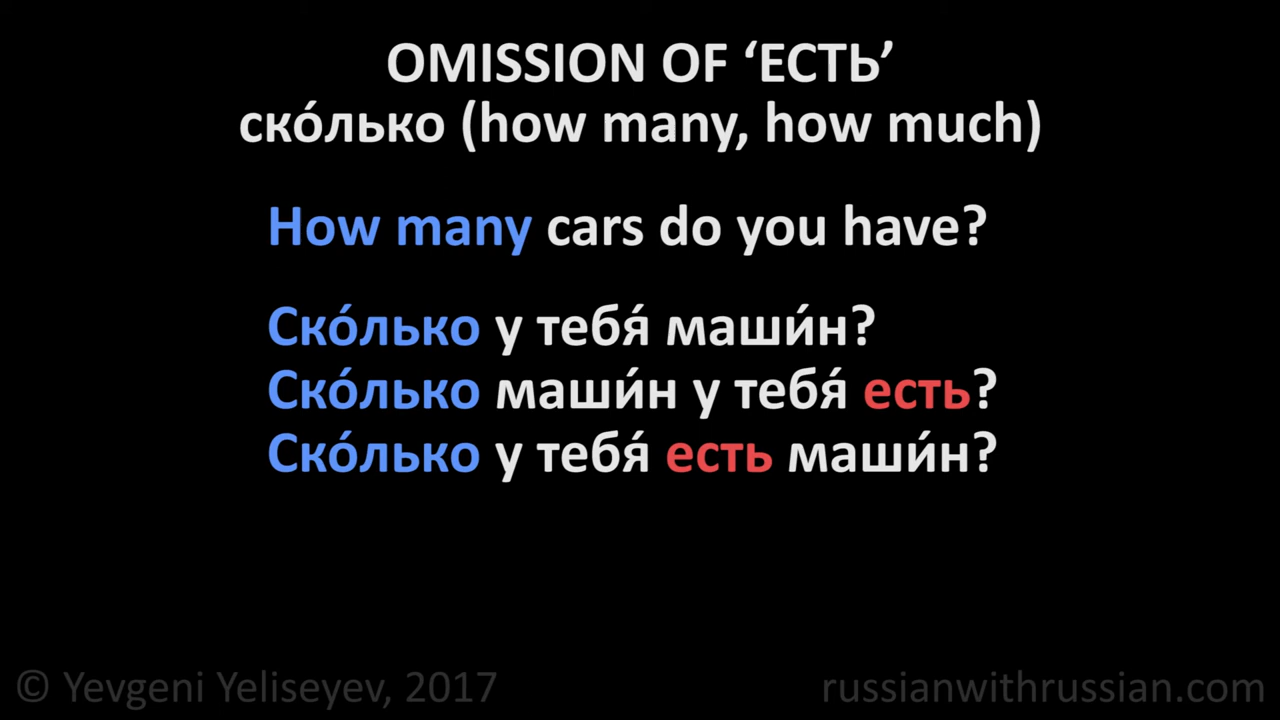 OMISSION OF ‘ЕСТЬ’
ско́лько (how many, how much)
How many cars do you have?
Ско́лько у тебя́ маши́н?
Ско́лько маши́н у тебя́ есть?
Ско́лько у тебя́ есть маши́н?
© Yevgeni Yeliseyev, 2017
russianwithrussian.com